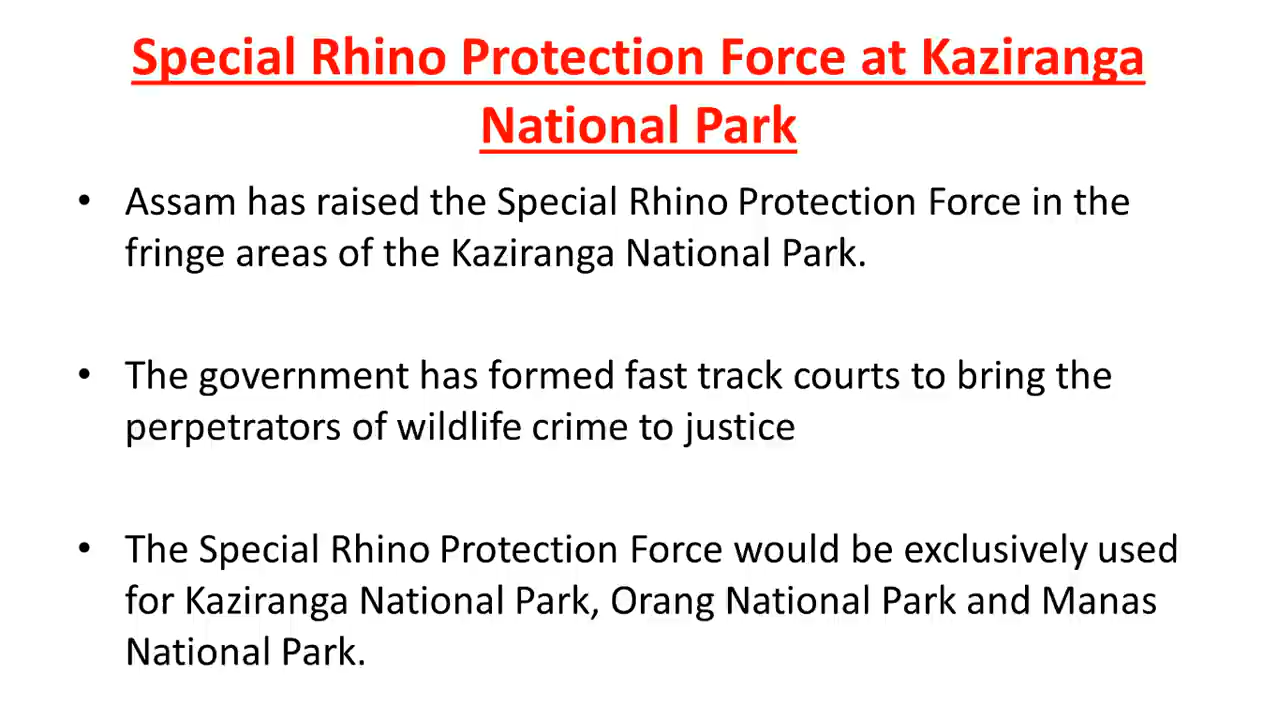 Special Rhino Protection Force at Kaziranga
National Park
• Assam has raised the Special Rhino Protection Force in the
fringe areas of the Kaziranga National Park.
• The government has formed fast track courts to bring the
perpetrators of wildlife crime to justice
• The Special Rhino Protection Force would be exclusively used
for Kaziranga National Park, Orang National Park and Manas
National Park.